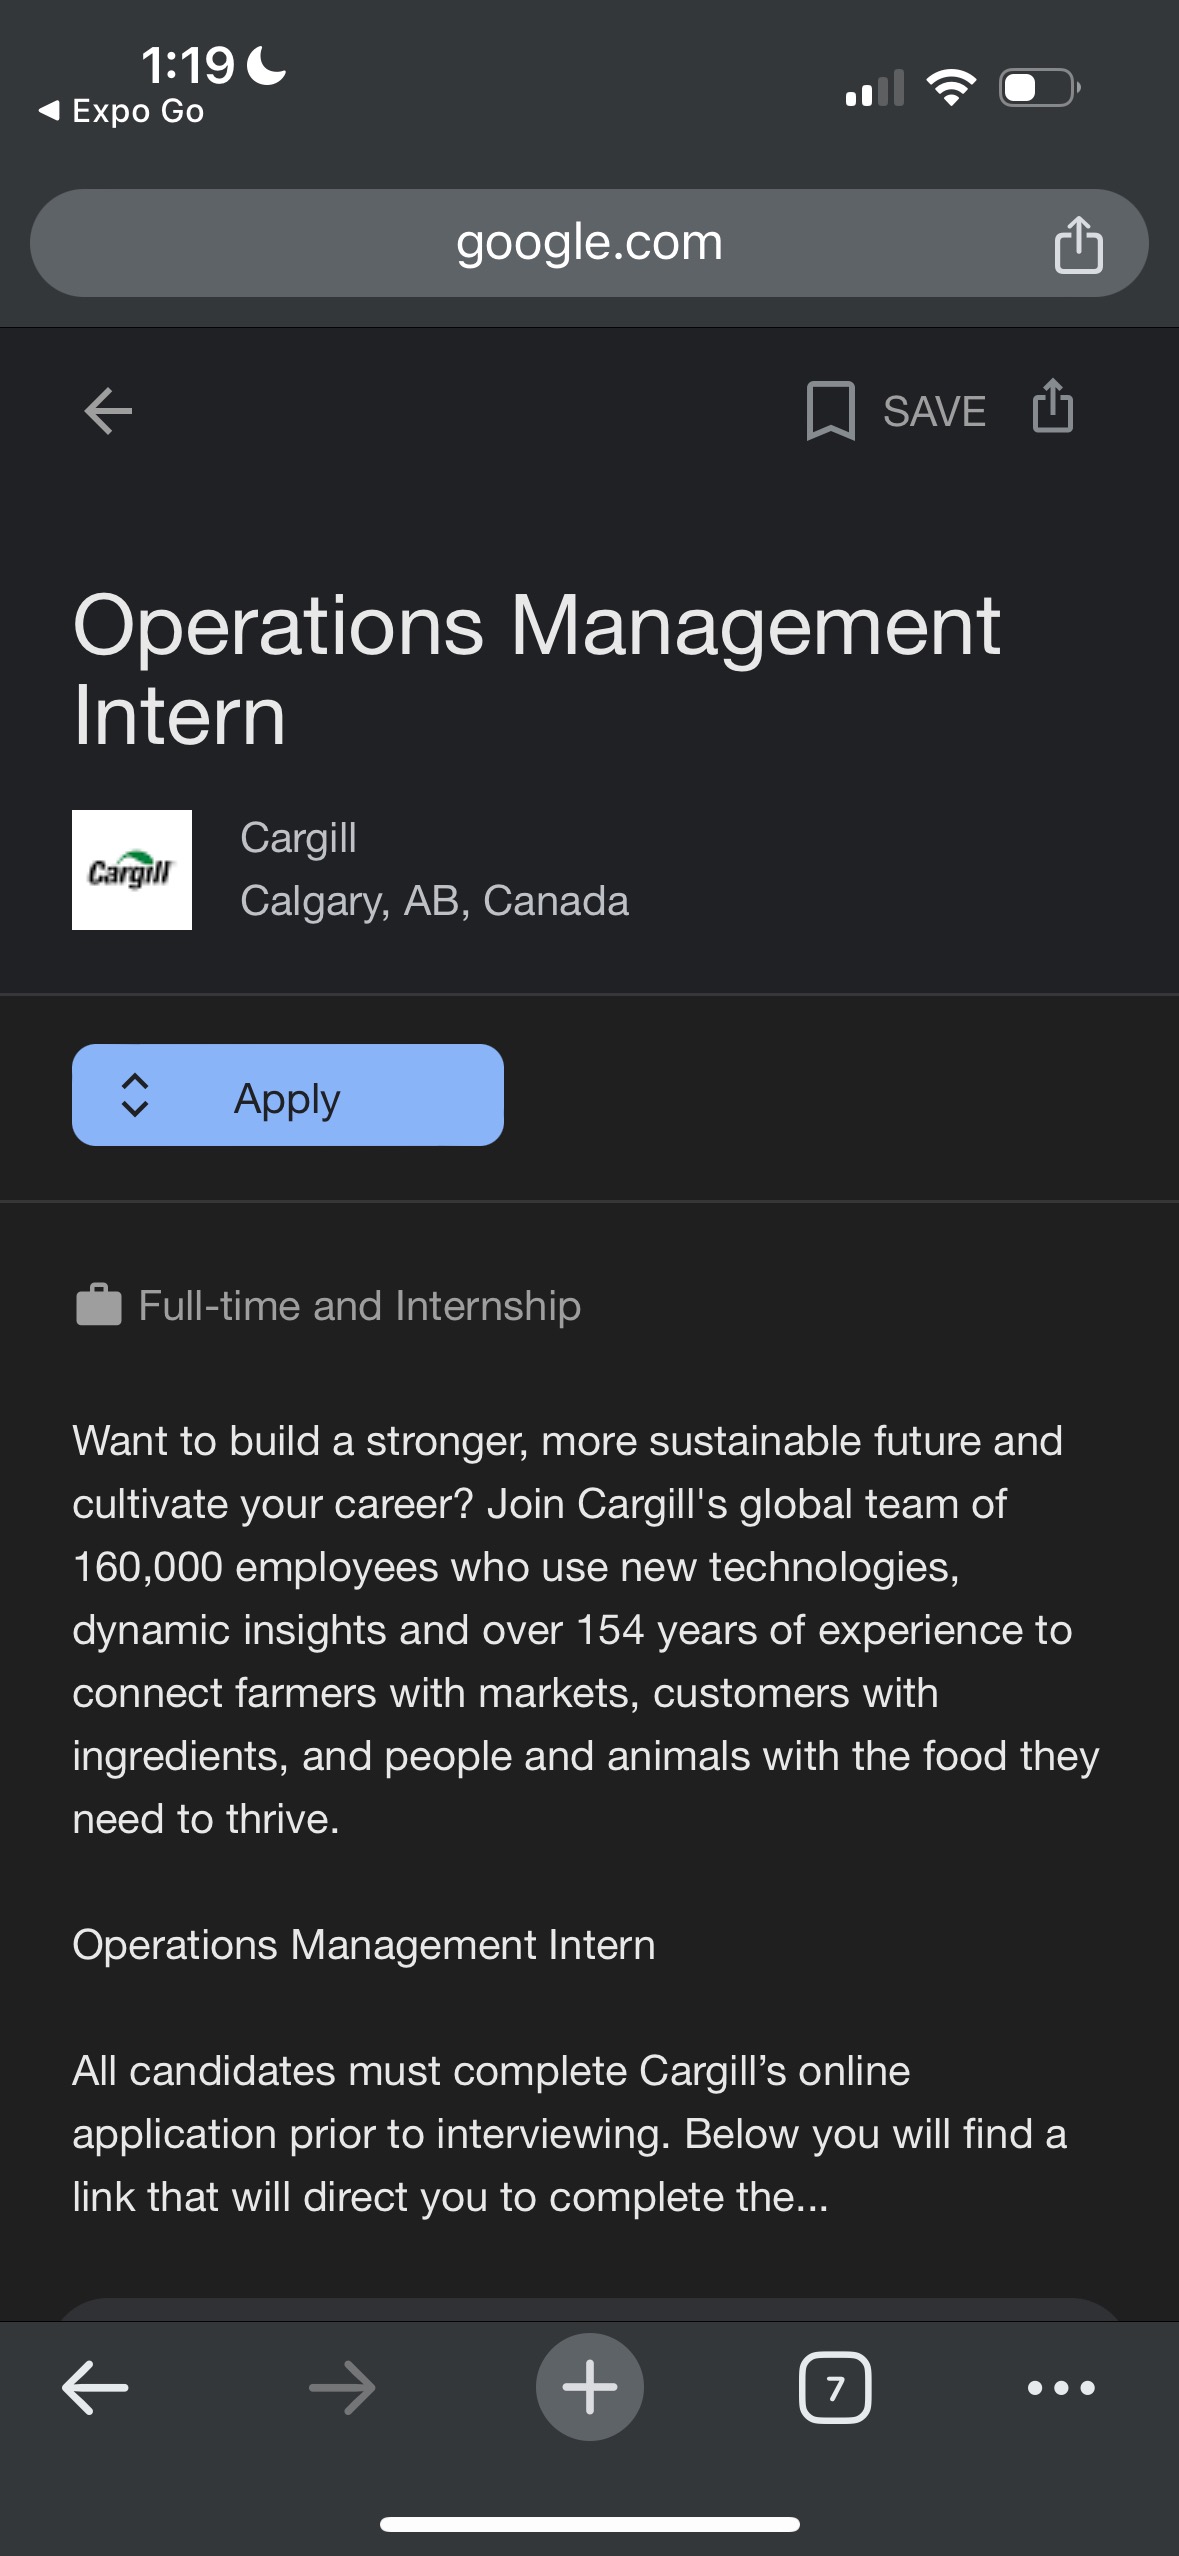 1:19
Expo Go
google.com
SAVE
Operations Management
Intern
Cargill
Cargill
Calgary, AB, Canada
Apply
Full-time and Internship
Want to build a stronger, more sustainable future and
cultivate your career? Join Cargill's global team of
160,000 employees who use new technologies,
dynamic insights and over 154 years of experience to
connect farmers with markets, customers with
ingredients, and people and animals with the food they
need to thrive.
Operations Management Intern
All candidates must complete Cargill’s online
application prior to interviewing. Below you will find a
link that will direct you to complete the...
7